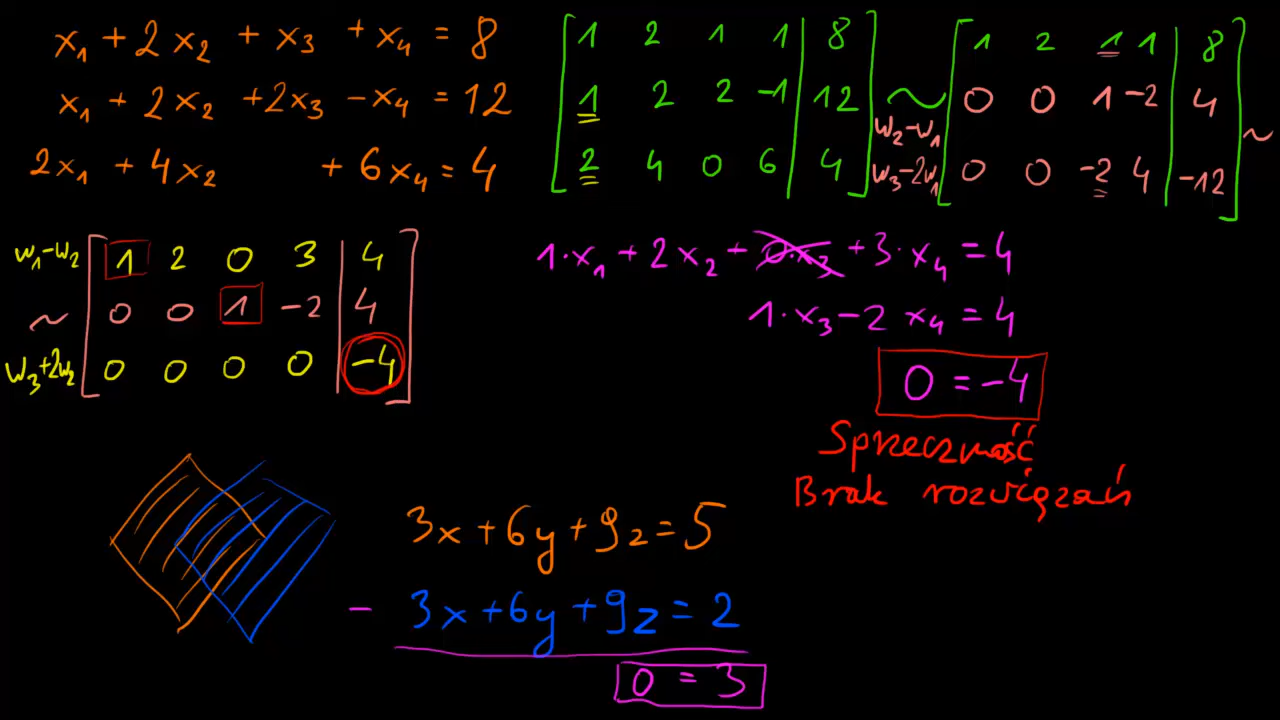 x₁ + 2x₂ + x₃ + x₄ = 8
x₁ + 2x₂ + 2x₃ - x₄ = 12
2x₁ + 4x₂ + 6x₄ = 4
[ 1 2 1 1 | 8 ]
[ 1 2 2 -1 | 12 ]
[ 2 4 0 6 | 4 ]
~
w₂-w₁
w₃-2w₁
[ 1 2 1 1 | 8 ]
[ 0 0 1 -2 | 4 ]
[ 0 0 -2 4 | -12 ]
~
w₁-w₂ [ 1 2 0 3 | 4 ]
~ [ 0 0 1 -2 | 4 ]
w₃+2w₂ [ 0 0 0 0 | -4 ]
1·x₁ + 2x₂ + 0·x₃ + 3·x₄ = 4
1·x₃ - 2x₄ = 4
0 = -4
Sprzeczność
Brak rozwiązań
3x + 6y + 9z = 5
- 3x + 6y + 9z = 2
0 = 3